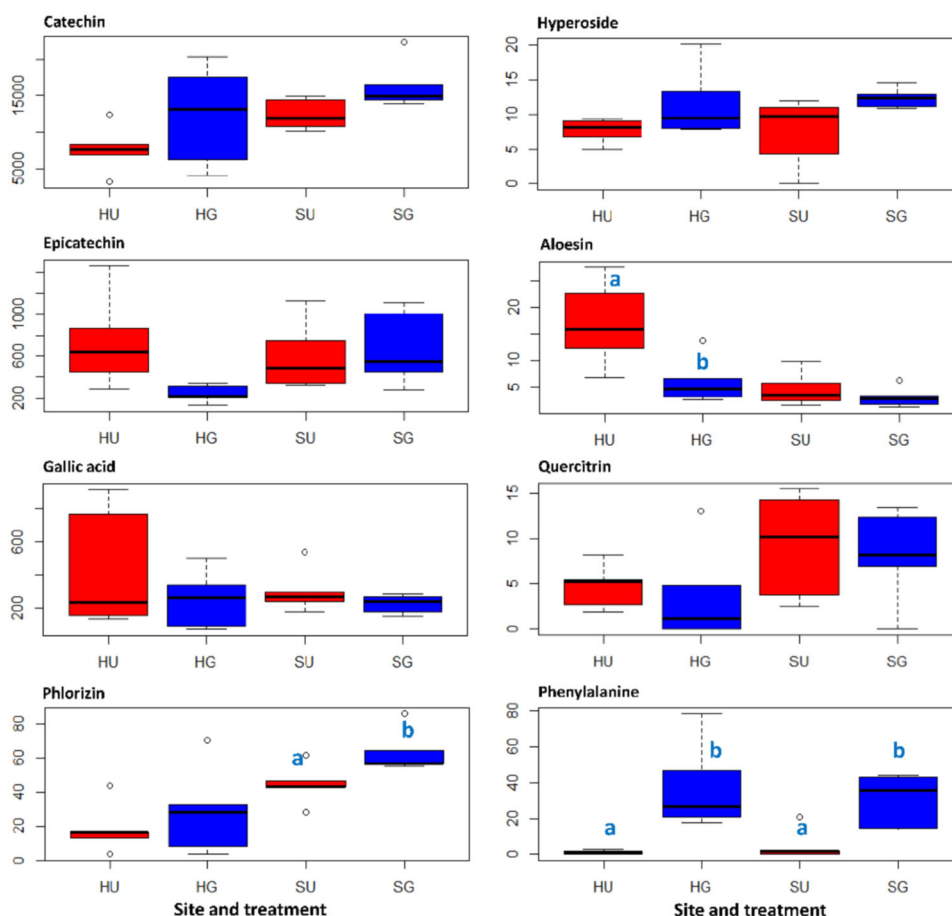 Catechin
15000
5000
HU HG SU SG
Hyperoside
20
15
10
5
0
HU HG SU SG
Epicatechin
1000
600
200
HU HG SU SG
Aloesin
20
10
5
a
b
HU HG SU SG
Gallic acid
600
200
HU HG SU SG
Quercitrin
15
10
5
0
HU HG SU SG
Phlorizin
80
60
40
20
0
a
b
HU HG SU SG
Site and treatment
Phenylalanine
80
60
40
20
0
a
b
a
b
HU HG SU SG
Site and treatment